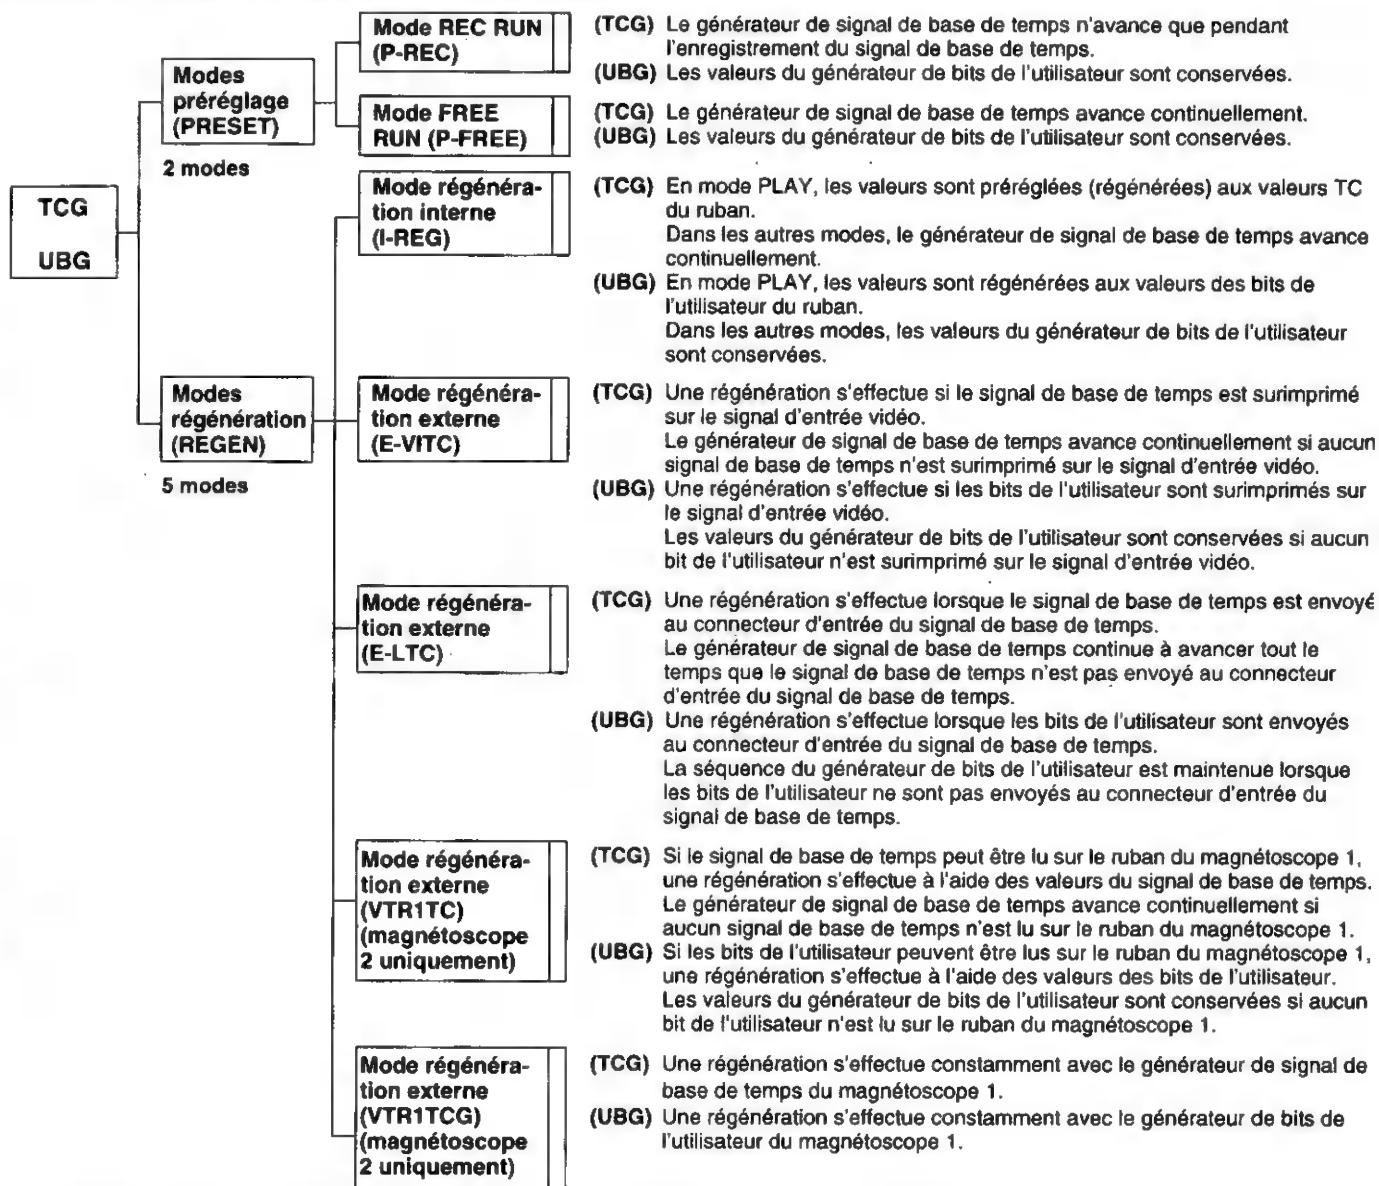 TCG
UBG
Modes
préréglage
(PRESET)
2 modes
Mode REC RUN
(P-REC)
(TCG) Le générateur de signal de base de temps n'avance que pendant
l'enregistrement du signal de base de temps.
(UBG) Les valeurs du générateur de bits de l'utilisateur sont conservées.
Mode FREE
RUN (P-FREE)
(TCG) Le générateur de signal de base de temps avance continuellement.
(UBG) Les valeurs du générateur de bits de l'utilisateur sont conservées.
Modes
régénération
(REGEN)
5 modes
Mode régénéra-
tion interne
(I-REG)
(TCG) En mode PLAY, les valeurs sont préréglées (régénérées) aux valeurs TC
du ruban.
Dans les autres modes, le générateur de signal de base de temps avance
continuellement.
(UBG) En mode PLAY, les valeurs sont régénérées aux valeurs des bits de
l'utilisateur du ruban.
Dans les autres modes, les valeurs du générateur de bits de l'utilisateur
sont conservées.
Mode régénéra-
tion externe
(E-VITC)
(TCG) Une régénération s'effectue si le signal de base de temps est surimprimé
sur le signal d'entrée vidéo.
Le générateur de signal de base de temps avance continuellement si aucun
signal de base de temps n'est surimprimé sur le signal d'entrée vidéo.
(UBG) Une régénération s'effectue si les bits de l'utilisateur sont surimprimés sur
le signal d'entrée vidéo.
Les valeurs du générateur de bits de l'utilisateur sont conservées si aucun
bit de l'utilisateur n'est surimprimé sur le signal d'entrée vidéo.
Mode régénéra-
tion externe
(E-LTC)
(TCG) Une régénération s'effectue lorsque le signal de base de temps est envoyé
au connecteur d'entrée du signal de base de temps.
Le générateur de signal de base de temps continue à avancer tout le
temps que le signal de base de temps n'est pas envoyé au connecteur
d'entrée du signal de base de temps.
(UBG) Une régénération s'effectue lorsque les bits de l'utilisateur sont envoyés
au connecteur d'entrée du signal de base de temps.
La séquence du générateur de bits de l'utilisateur est maintenue lorsque
les bits de l'utilisateur ne sont pas envoyés au connecteur d'entrée du
signal de base de temps.
Mode régénéra-
tion externe
(VTR1TC)
(magnétoscope
2 uniquement)
(TCG) Si le signal de base de temps peut être lu sur le ruban du magnétoscope 1,
une régénération s'effectue à l'aide des valeurs du signal de base de temps.
Le générateur de signal de base de temps avance continuellement si
aucun signal de base de temps n'est lu sur le ruban du magnétoscope 1.
(UBG) Si les bits de l'utilisateur peuvent être lus sur le ruban du magnétoscope 1,
une régénération s'effectue à l'aide des valeurs des bits de l'utilisateur.
Les valeurs du générateur de bits de l'utilisateur sont conservées si aucun
bit de l'utilisateur n'est lu sur le ruban du magnétoscope 1.
Mode régénéra-
tion externe
(VTR1TCG)
(magnétoscope
2 uniquement)
(TCG) Une régénération s'effectue constamment avec le générateur de signal de
base de temps du magnétoscope 1.
(UBG) Une régénération s'effectue constamment avec le générateur de bits de
l'utilisateur du magnétoscope 1.